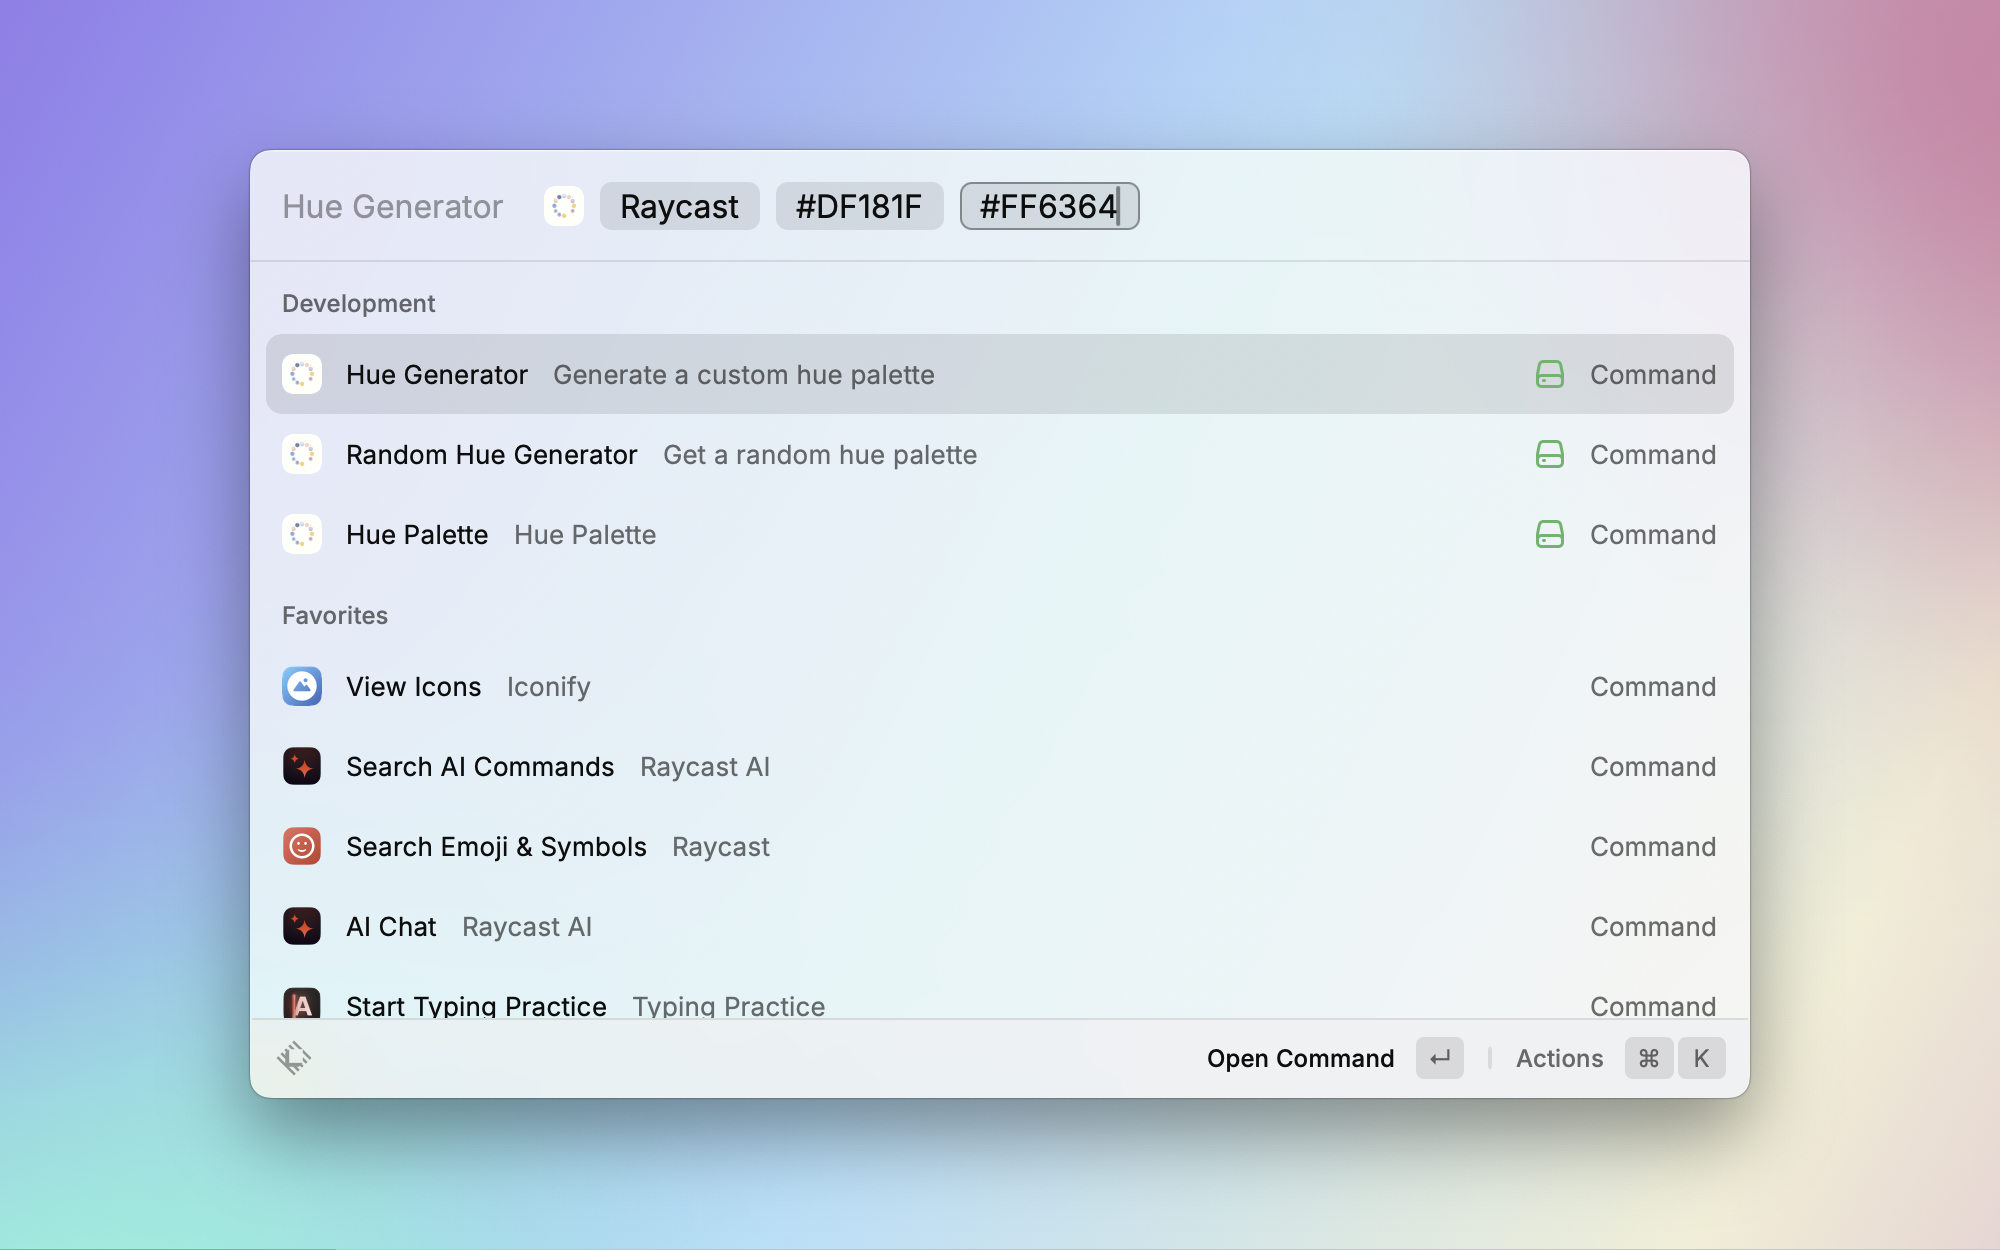 Hue Generator Raycast #DF181F #FF6364
Development
Hue Generator Generate a custom hue palette Command
Random Hue Generator Get a random hue palette Command
Hue Palette Hue Palette Command
Favorites
View Icons Iconify Command
Search AI Commands Raycast AI Command
Search Emoji & Symbols Raycast Command
AI Chat Raycast AI Command
A Start Typing Practice Typing Practice Command
Open Command ↵ Actions ⌘ K